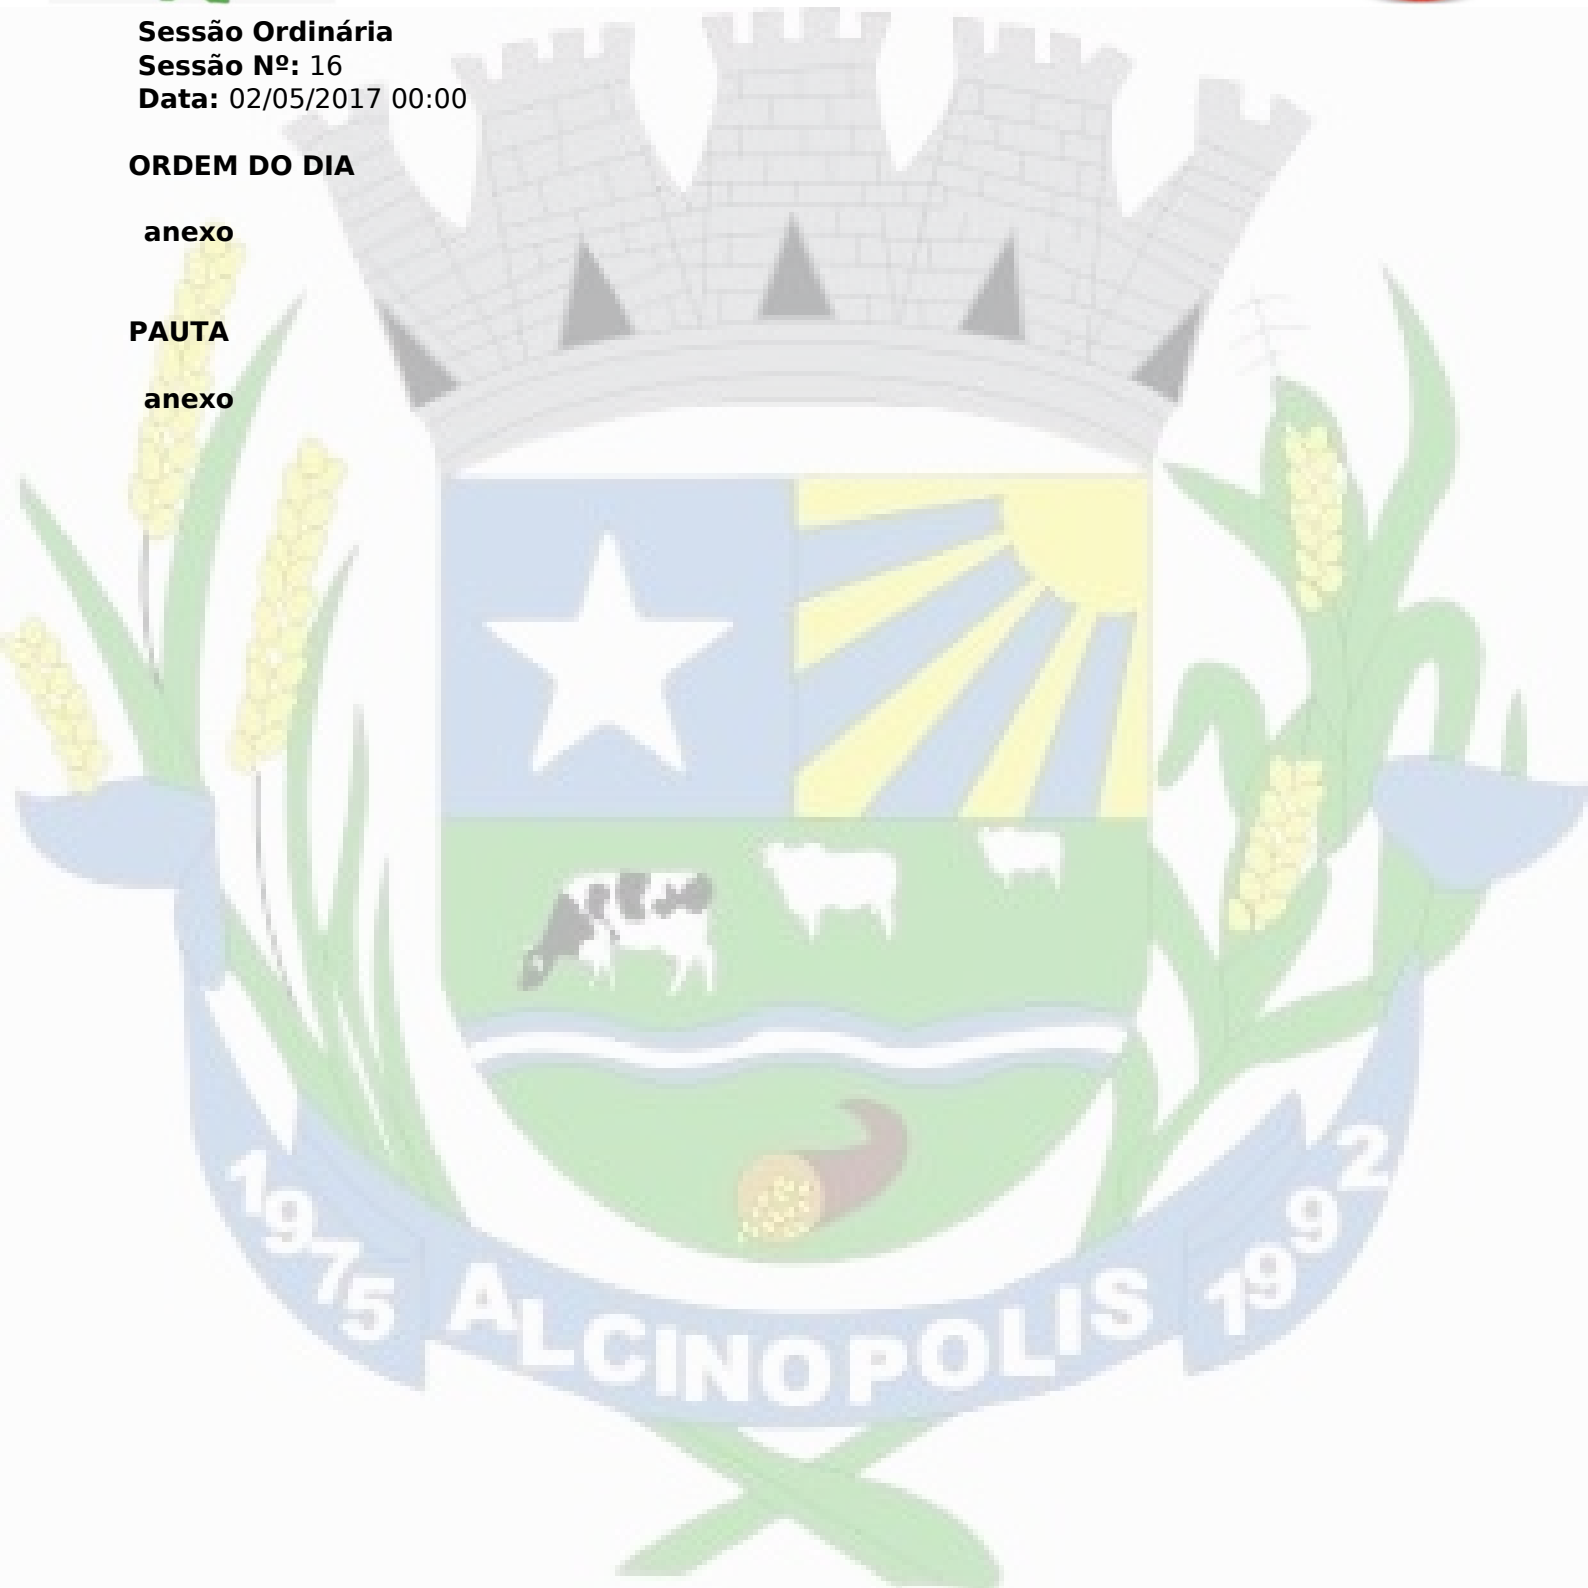 Sessão Ordinária
Sessão Nº: 16
Data: 02/05/2017 00:00
ORDEM DO DIA
anexo
PAUTA
anexo
1975 ALCINOPOLIS 1992